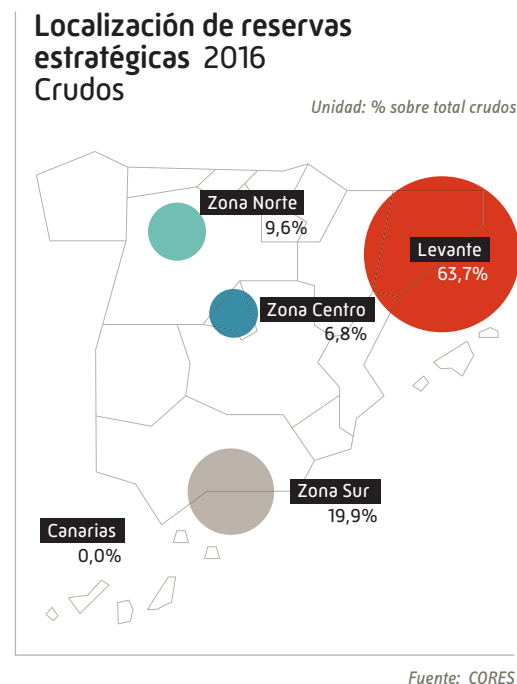 Localización de reservas
estratégicas 2016
Crudos
Unidad: % sobre total crudos
Zona Norte
9,6%
Levante
63,7%
Zona Centro
6,8%
Zona Sur
19,9%
Canarias
0,0%
Fuente: CORES